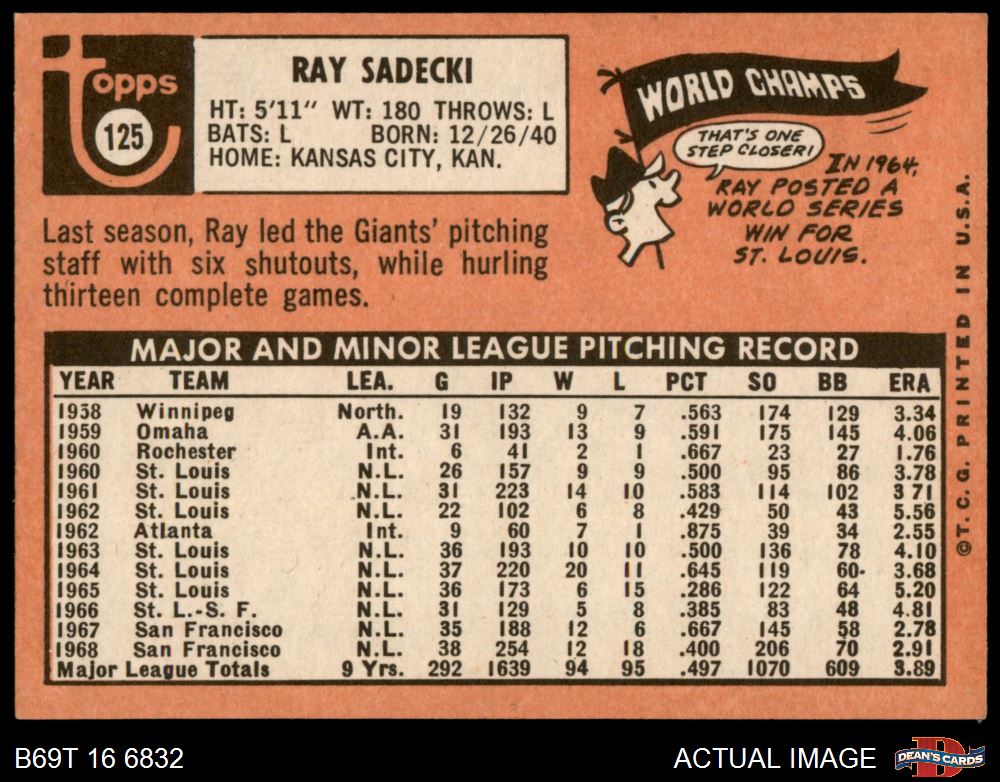 Topps
125
RAY SADECKI
HT: 5'11" WT: 180 THROWS: L
BATS: L BORN: 12/26/40
HOME: KANSAS CITY, KAN.
WORLD CHAMPS
THAT'S ONE
STEP CLOSER!
IN 1964,
RAY POSTED A
WORLD SERIES
WIN FOR
ST. LOUIS.
Last season, Ray led the Giants' pitching
staff with six shutouts, while hurling
thirteen complete games.
MAJOR AND MINOR LEAGUE PITCHING RECORD
YEAR TEAM LEA. G IP W L PCT SO BB ERA
1958 Winnipeg North. 19 132 9 7 .563 174 129 3.34
1959 Omaha A.A. 31 193 13 9 .591 175 145 4.06
1960 Rochester Int. 6 41 2 1 .667 23 27 1.76
1960 St. Louis N.L. 26 157 9 9 .500 95 86 3.78
1961 St. Louis N.L. 31 223 14 10 .583 114 102 3 71
1962 St. Louis N.L. 22 102 6 8 .429 50 43 5.56
1962 Atlanta Int. 9 60 7 1 .875 39 34 2.55
1963 St. Louis N.L. 36 193 10 10 .500 136 78 4.10
1964 St. Louis N.L. 37 220 20 11 .645 119 60 3.68
1965 St. Louis N.L. 36 173 6 15 .286 122 64 5.20
1966 St. L.-S. F. N.L. 31 129 5 8 .385 83 48 4.81
1967 San Francisco N.L. 35 188 12 6 .667 145 58 2.78
1968 San Francisco N.L. 38 254 12 18 .400 206 70 2.91
Major League Totals 9 Yrs. 292 1639 94 95 .497 1070 609 3.89
©T. C. G. PRINTED IN U.S.A.
B69T 16 6832
ACTUAL IMAGE
D
DEAN'S CARDS